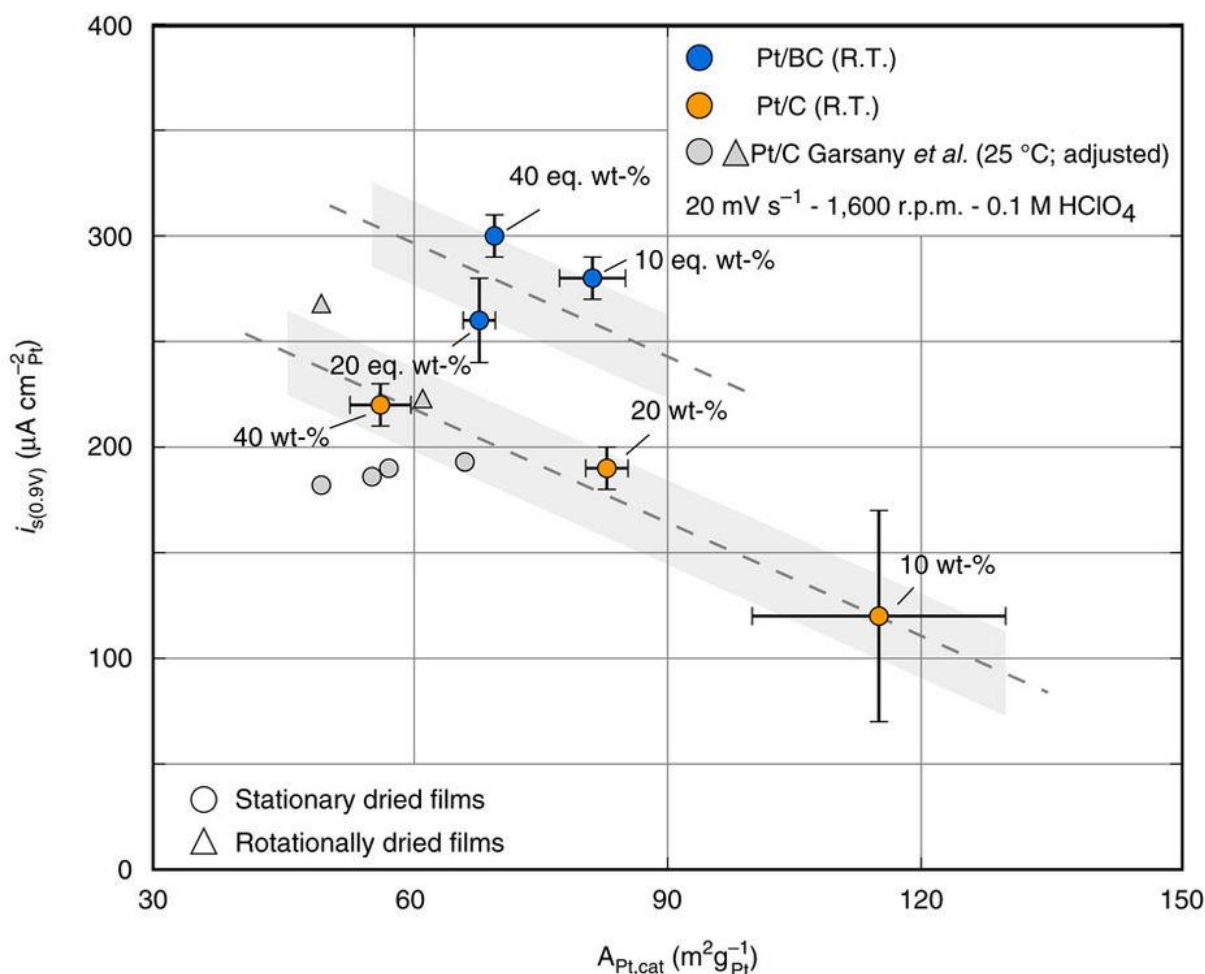 400
300
200
100
0
30
60
90
120
150
i_s(0.9V) (µA cm⁻²_Pt)
A_Pt,cat (m²g⁻¹_Pt)
Pt/BC (R.T.)
Pt/C (R.T.)
Pt/C Garsany et al. (25 °C; adjusted)
20 mV s⁻¹ - 1,600 r.p.m. - 0.1 M HClO₄
40 eq. wt-%
10 eq. wt-%
20 eq. wt-%
40 wt-%
20 wt-%
10 wt-%
Stationary dried films
Rotationally dried films